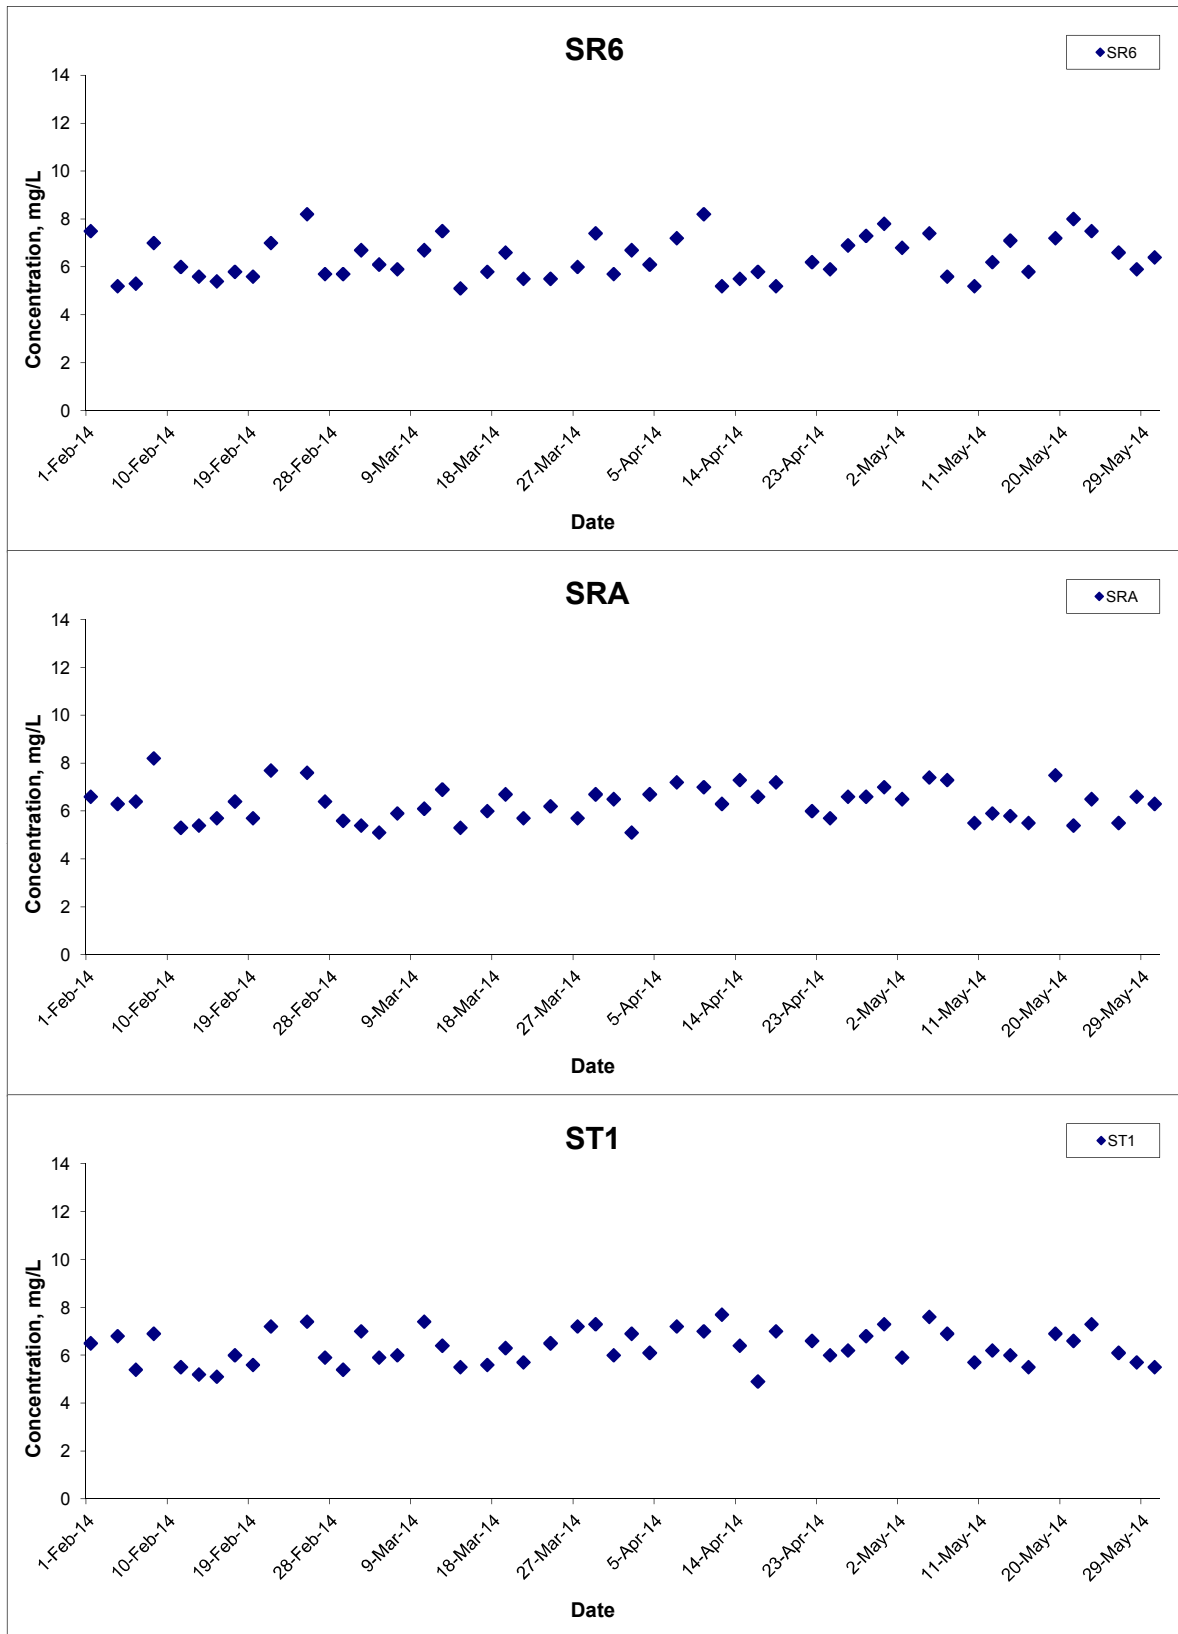 SR6
SR6
14
12
10
8
6
4
2
0
Concentration, mg/L
1-Feb-14
10-Feb-14
19-Feb-14
28-Feb-14
9-Mar-14
18-Mar-14
27-Mar-14
5-Apr-14
14-Apr-14
23-Apr-14
2-May-14
11-May-14
20-May-14
29-May-14
Date
SRA
SRA
14
12
10
8
6
4
2
0
Concentration, mg/L
1-Feb-14
10-Feb-14
19-Feb-14
28-Feb-14
9-Mar-14
18-Mar-14
27-Mar-14
5-Apr-14
14-Apr-14
23-Apr-14
2-May-14
11-May-14
20-May-14
29-May-14
Date
ST1
ST1
14
12
10
8
6
4
2
0
Concentration, mg/L
1-Feb-14
10-Feb-14
19-Feb-14
28-Feb-14
9-Mar-14
18-Mar-14
27-Mar-14
5-Apr-14
14-Apr-14
23-Apr-14
2-May-14
11-May-14
20-May-14
29-May-14
Date